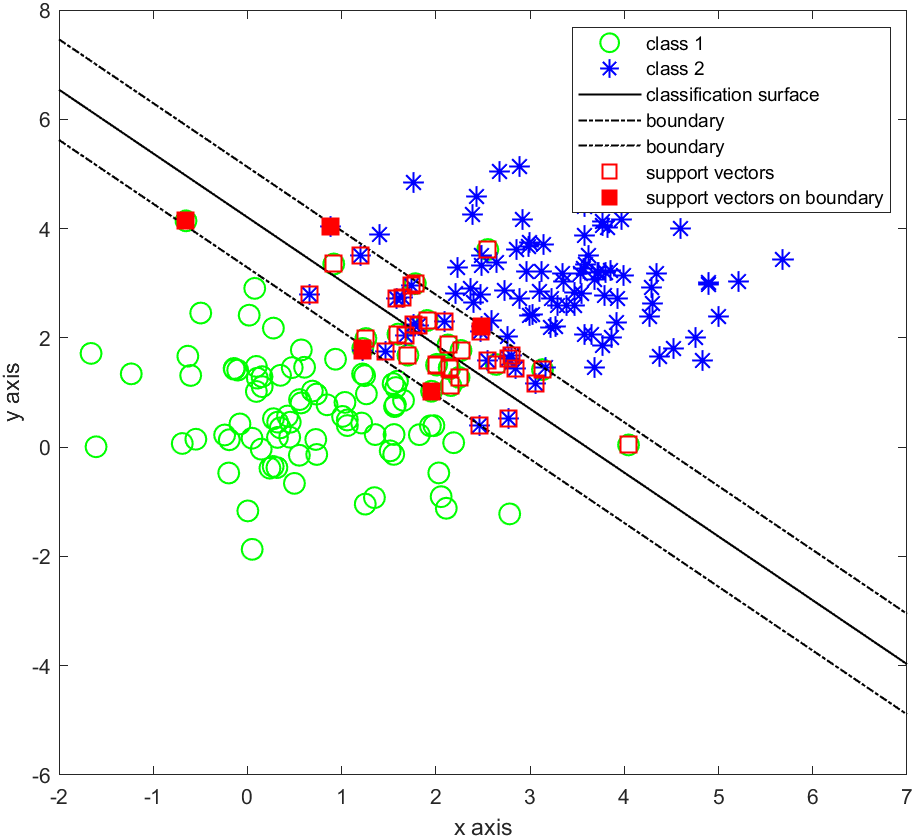 8
6
4
2
0
-2
-4
-6
-2 -1 0 1 2 3 4 5 6 7
x axis
y axis
class 1
class 2
classification surface
boundary
boundary
support vectors
support vectors on boundary